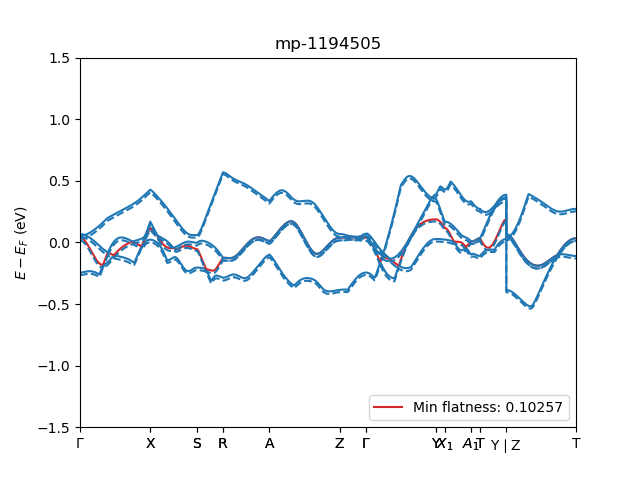 mp-1194505
E − E_F (eV)
1.5
1.0
0.5
0.0
−0.5
−1.0
−1.5
Min flatness: 0.10257
Γ X S R A Z Γ Y X₁ A₁ T Y | Z T